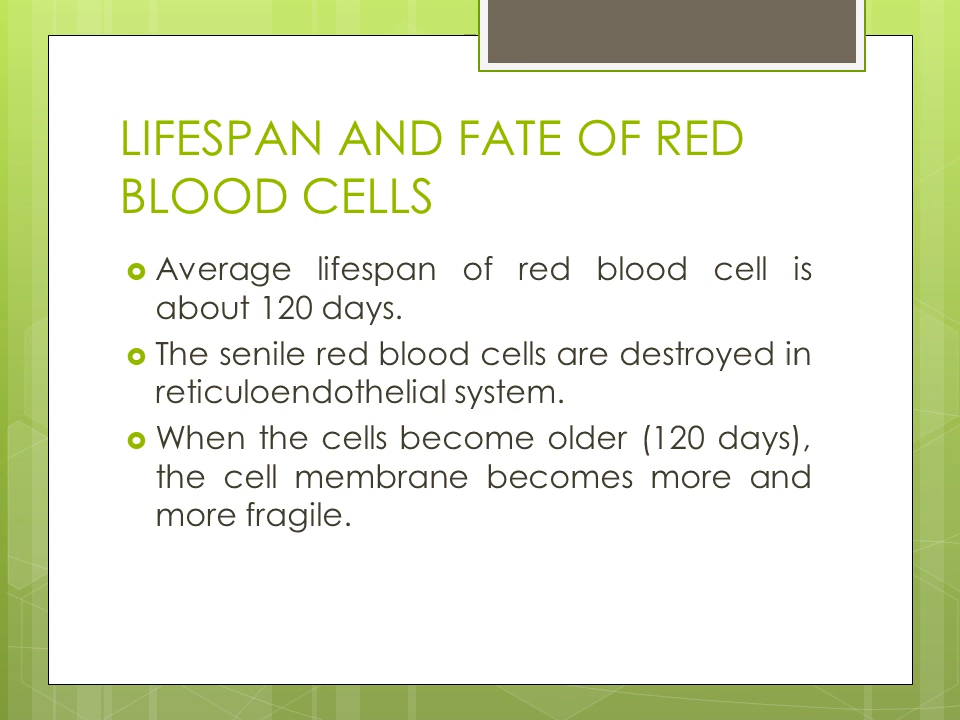 LIFESPAN AND FATE OF RED
BLOOD CELLS
Average lifespan of red blood cell is
about 120 days.
The senile red blood cells are destroyed in
reticuloendothelial system.
When the cells become older (120 days),
the cell membrane becomes more and
more fragile.